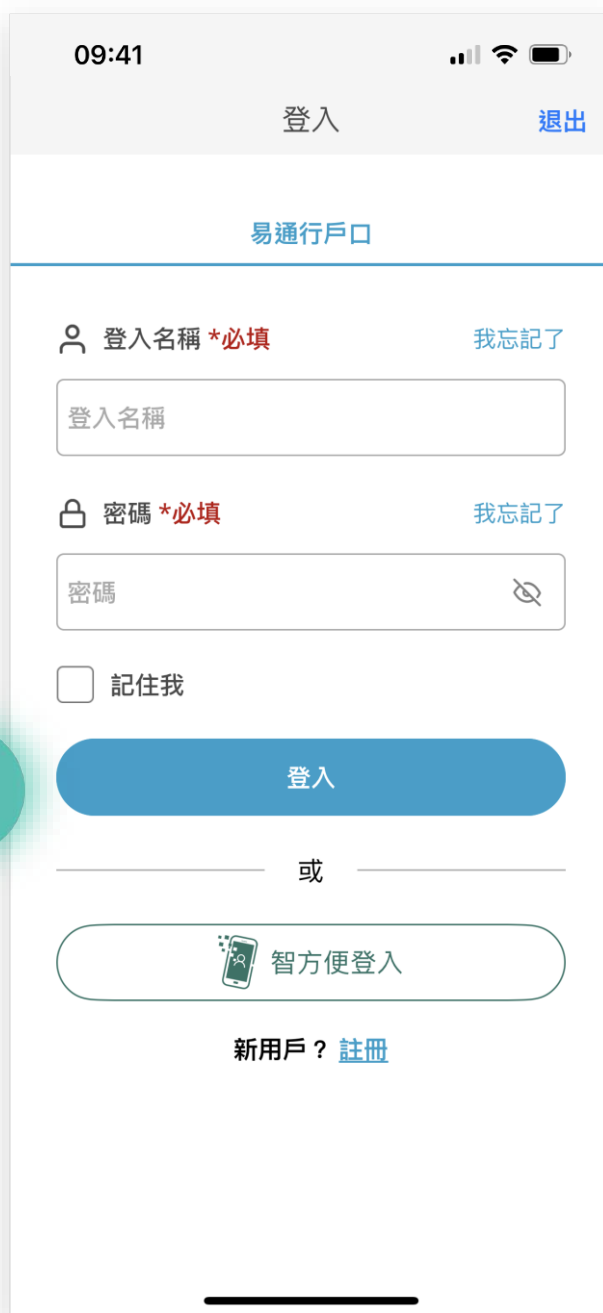 09:41
登入 退出
易通行戶口
登入名稱 *必填 我忘記了
登入名稱
密碼 *必填 我忘記了
密碼
記住我
登入
或
智方便登入
新用戶？ 註冊